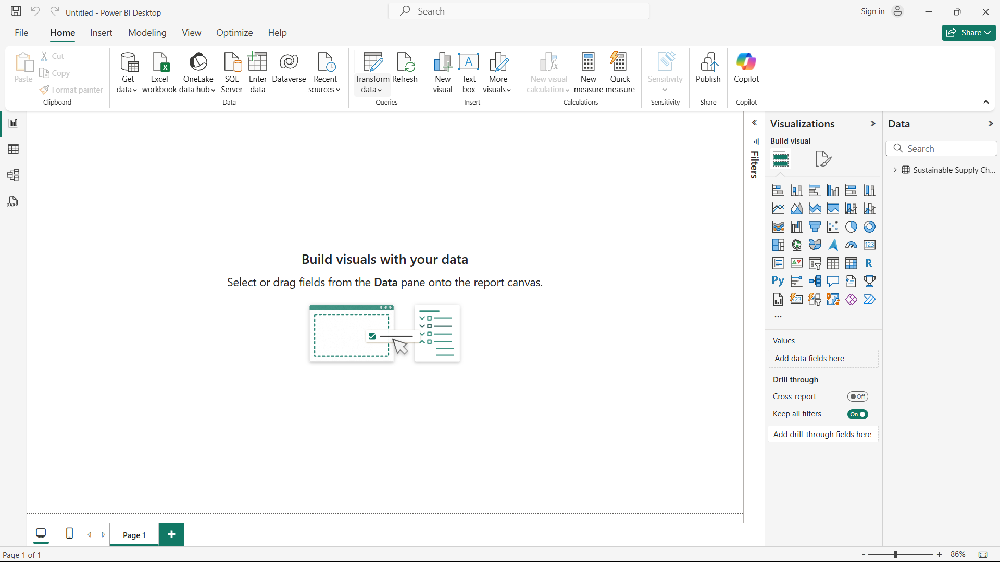 Untitled - Power BI Desktop
Search
Sign in
File Home Insert Modeling View Optimize Help
Share
Paste
Cut
Copy
Format painter
Clipboard
Get data
Excel workbook
OneLake data hub
SQL Server
Enter data
Dataverse
Recent sources
Data
Transform data
Refresh
Queries
New visual
Text box
More visuals
Insert
New visual calculation
New measure
Quick measure
Calculations
Sensitivity
Sensitivity
Publish
Share
Copilot
Copilot
DAX
Build visuals with your data
Select or drag fields from the Data pane onto the report canvas.
Filters
Visualizations
Build visual
123
R
Py
123
...
Values
Add data fields here
Drill through
Cross-report
Off
Keep all filters
On
Add drill-through fields here
Data
Search
Sustainable Supply Ch...
Page 1
Page 1 of 1
- + 86%